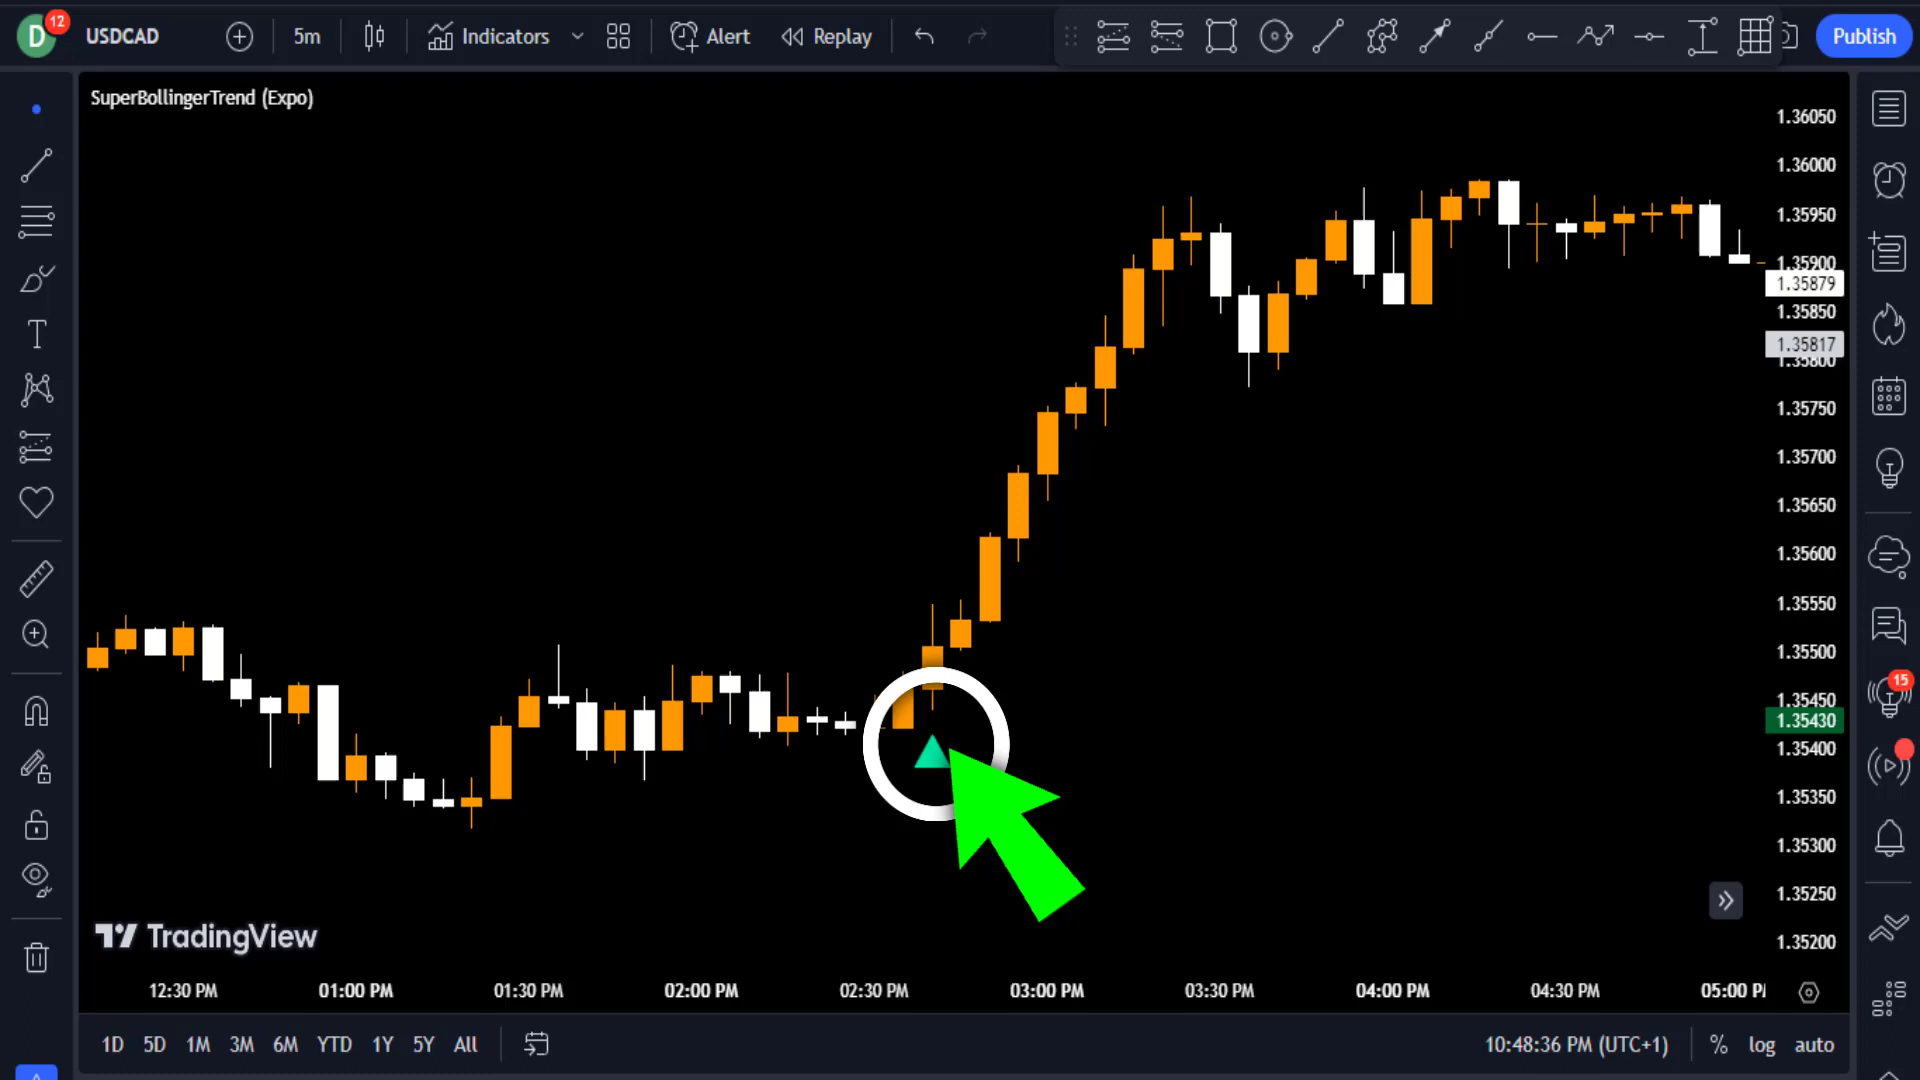 D
12
USDCAD
5m
Indicators
Alert
Replay
Publish
SuperBollingerTrend (Expo)
1.36050
1.36000
1.35950
1.35900
1.35879
1.35850
1.35817
1.35800
1.35750
1.35700
1.35650
1.35600
1.35550
1.35500
1.35450
1.35430
1.35400
1.35350
1.35300
1.35250
1.35200
15
TradingView
12:30 PM 01:00 PM 01:30 PM 02:00 PM 02:30 PM 03:00 PM 03:30 PM 04:00 PM 04:30 PM 05:00 P
1D 5D 1M 3M 6M YTD 1Y 5Y All
10:48:36 PM (UTC+1) % log auto